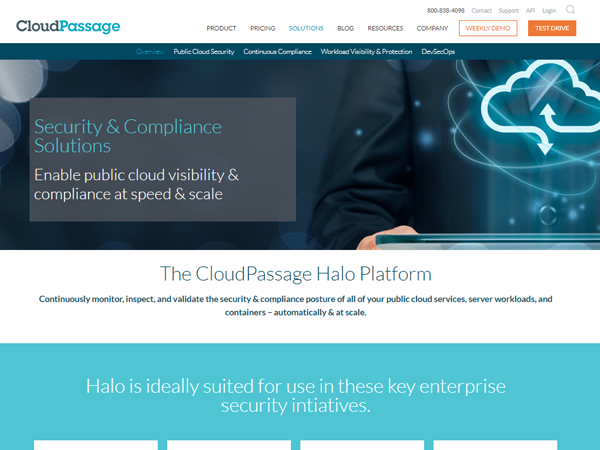 800-838-4098 Contact Support API Login
CloudPassage
PRODUCT PRICING SOLUTIONS BLOG RESOURCES COMPANY WEEKLY DEMO TEST DRIVE
Overview Public Cloud Security Continuous Compliance Workload Visibility & Protection DevSecOps
Security & Compliance
Solutions
Enable public cloud visibility &
compliance at speed & scale
The CloudPassage Halo Platform
Continuously monitor, inspect, and validate the security & compliance posture of all of your public cloud services, server workloads, and
containers – automatically & at scale.
Halo is ideally suited for use in these key enterprise
security intiatives.